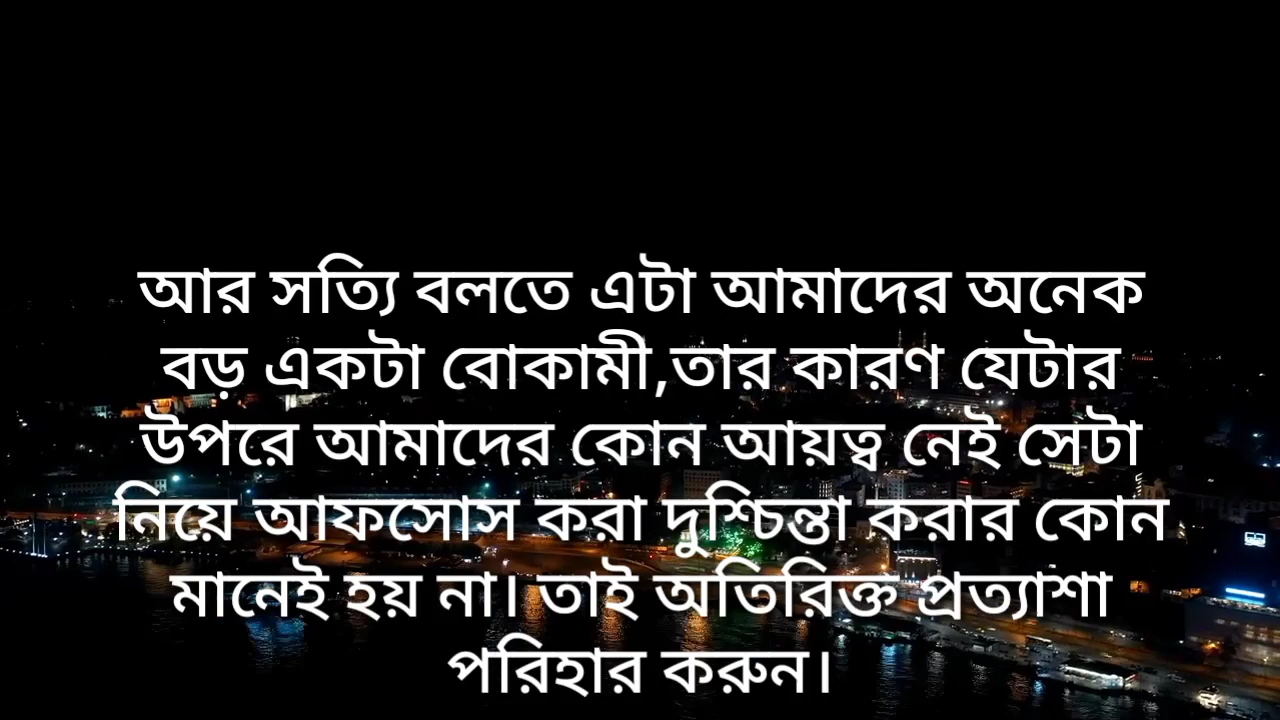 আর সত্যি বলতে এটা আমাদের অনেক
বড় একটা বোকামী,তার কারণ যেটার
উপরে আমাদের কোন আয়ত্ব নেই সেটা
নিয়ে আফসোস করা দুশ্চিন্তা করার কোন
মানেই হয় না। তাই অতিরিক্ত প্রত্যাশা
পরিহার করুন।